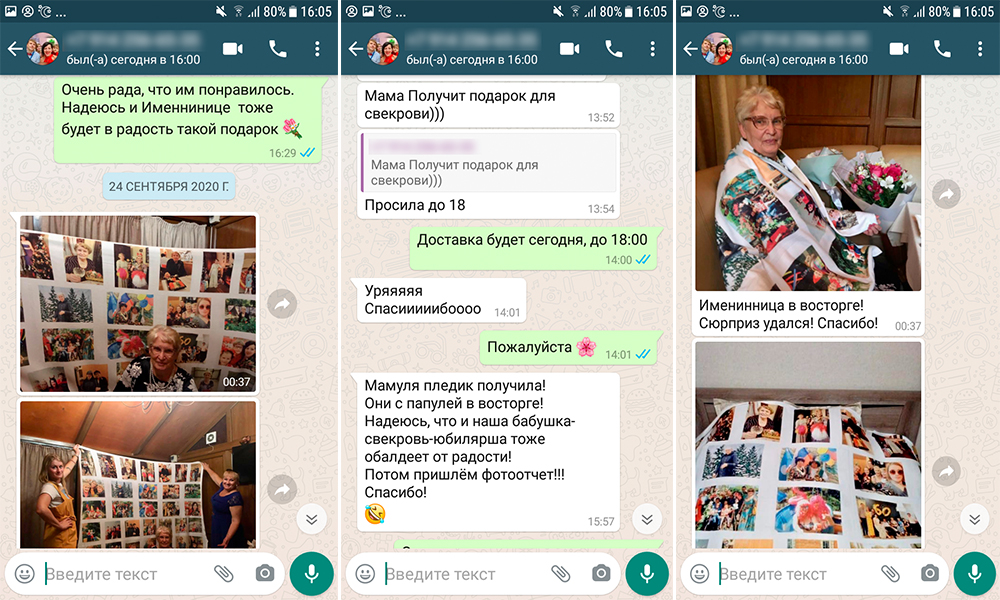 80% 16:05
был(-а) сегодня в 16:00
Очень рада, что им понравилось.
Надеюсь и Именнинице тоже
будет в радость такой подарок 💐
16:29
24 СЕНТЯБРЯ 2020 Г.
00:37
Введите текст
80% 16:05
был(-а) сегодня в 16:00
Мама Получит подарок для
свекрови)))
13:52
Мама Получит подарок для
свекрови)))
Просила до 18
13:54
Доставка будет сегодня, до 18:00
14:00
Уряяяяя
Спасиииииибоооо
14:01
Пожалуйста 🌸
14:01
Мамуля пледик получила!
Они с папулей в восторге!
Надеюсь, что и наша бабушка-
свекровь-юбилярша тоже
обалдеет от радости!
Потом пришлём фотоотчет!!!
Спасибо!
🤣
15:57
Введите текст
80% 16:05
был(-а) сегодня в 16:00
Именинница в восторге!
Сюрприз удался! Спасибо!
00:37
60
Введите текст